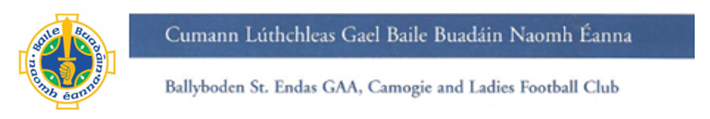 Baile Buadáin
naomh éanna
Cumann Lúthchleas Gael Baile Buadáin Naomh Éanna
Ballyboden St. Endas GAA, Camogie and Ladies Football Club